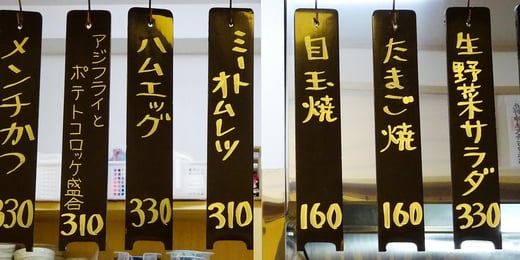 メンチかつ
330
アジフライと
ポテトコロッケ盛合
310
ハムエッグ
330
ミートオムレツ
310
目玉焼
160
たまご焼
160
生野菜サラダ
330